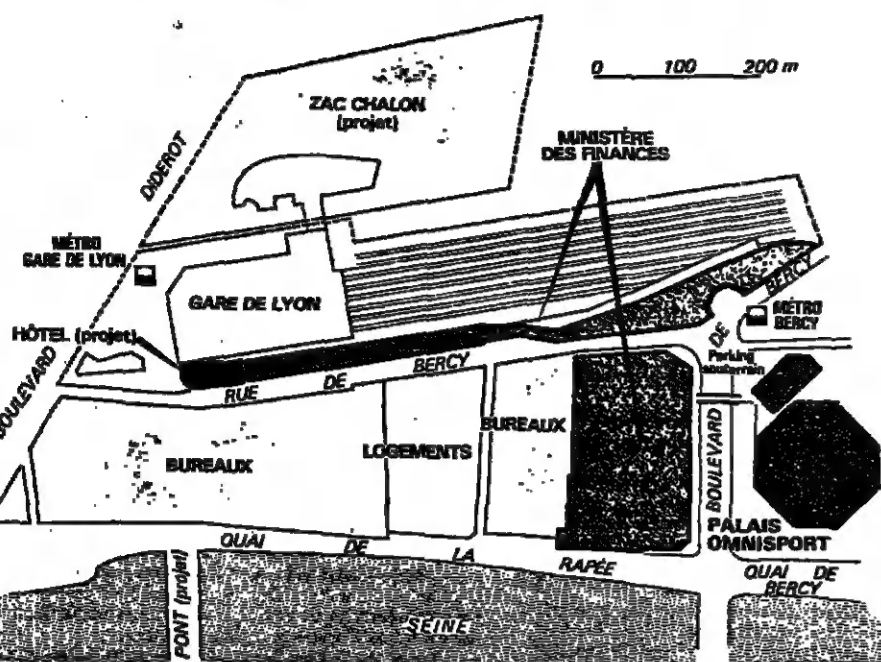 0 100 200 m
ZAC CHALON
(projet)
MINISTÈRE
DES FINANCES
DIDEROT
MÉTRO
GARE DE LYON
GARE DE LYON
BERCY
MÉTRO
BERCY
HÔTEL (projet)
DE
Parking
souterrain
RUE DE BERCY
BOULEVARD
BUREAUX
LOGEMENTS
BUREAUX
BOULEVARD
PALAIS
OMNISPORT
QUAI DE LA RAPÉE
QUAI DE
BERCY
PONT (projet)
SEINE